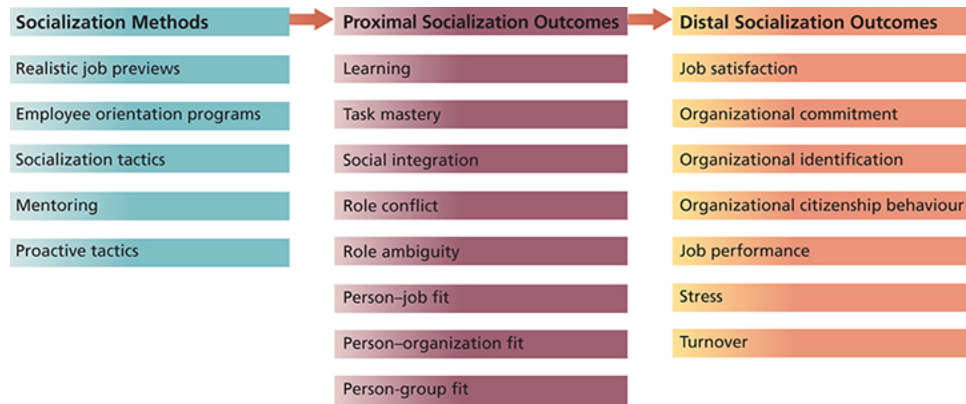 Socialization Methods
Realistic job previews
Employee orientation programs
Socialization tactics
Mentoring
Proactive tactics
Proximal Socialization Outcomes
Learning
Task mastery
Social integration
Role conflict
Role ambiguity
Person–job fit
Person–organization fit
Person-group fit
Distal Socialization Outcomes
Job satisfaction
Organizational commitment
Organizational identification
Organizational citizenship behaviour
Job performance
Stress
Turnover